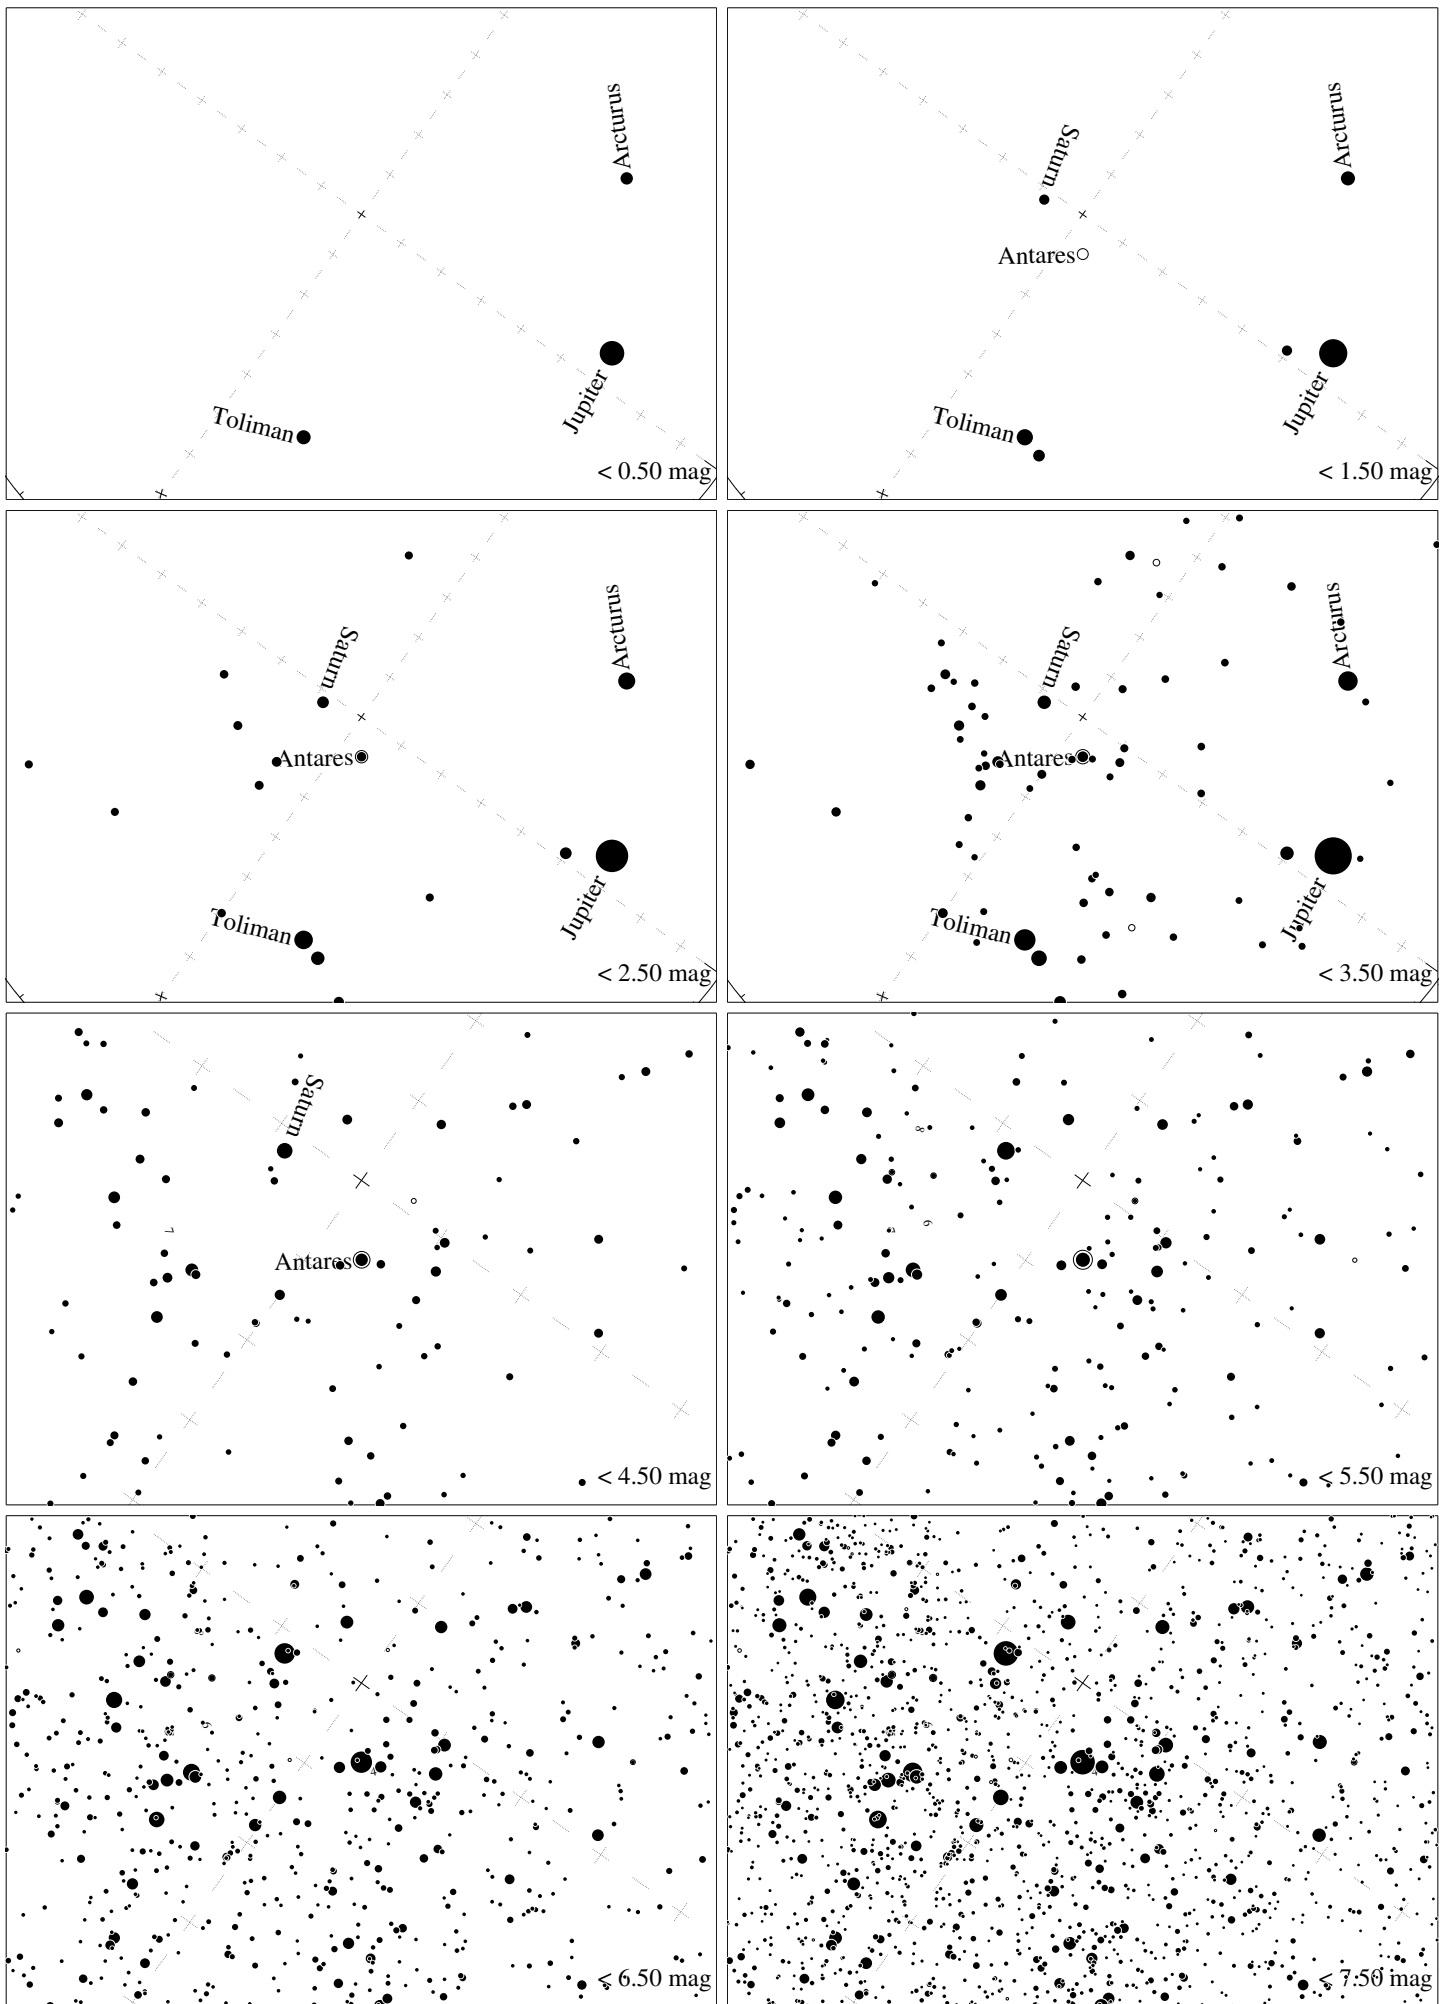 Arcturus
Jupiter
Toliman
< 0.50 mag
Arcturus
Saturn
Antares
Jupiter
Toliman
< 1.50 mag
Arcturus
Saturn
Antares
Jupiter
Toliman
< 2.50 mag
Arcturus
Saturn
Antares
Jupiter
Toliman
< 3.50 mag
Saturn
Antares
< 4.50 mag
< 5.50 mag
< 6.50 mag
< 7.50 mag